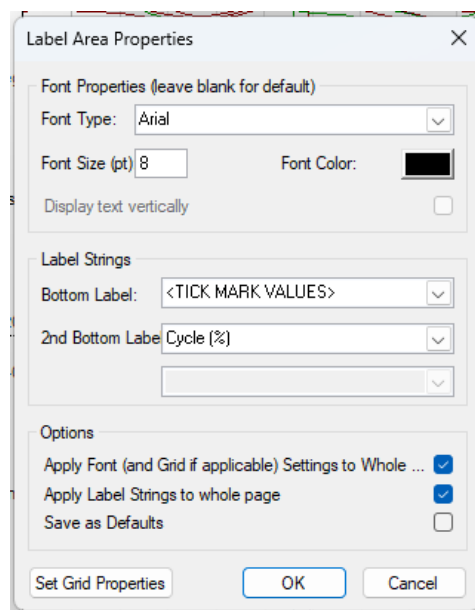 Label Area Properties
Font Properties (leave blank for default)
Font Type: Arial
Font Size (pt) 8 Font Color:
Display text vertically
Label Strings
Bottom Label: <TICK MARK VALUES>
2nd Bottom Labe Cycle (%)
Options
Apply Font (and Grid if applicable) Settings to Whole ...
Apply Label Strings to whole page
Save as Defaults
Set Grid Properties OK Cancel